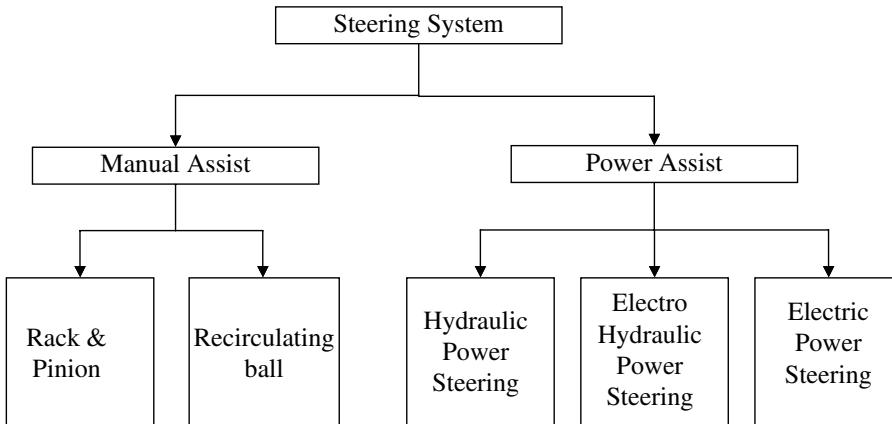 Steering System
Manual Assist
Power Assist
Rack &
Pinion
Recirculating
ball
Hydraulic
Power
Steering
Electro
Hydraulic
Power
Steering
Electric
Power
Steering